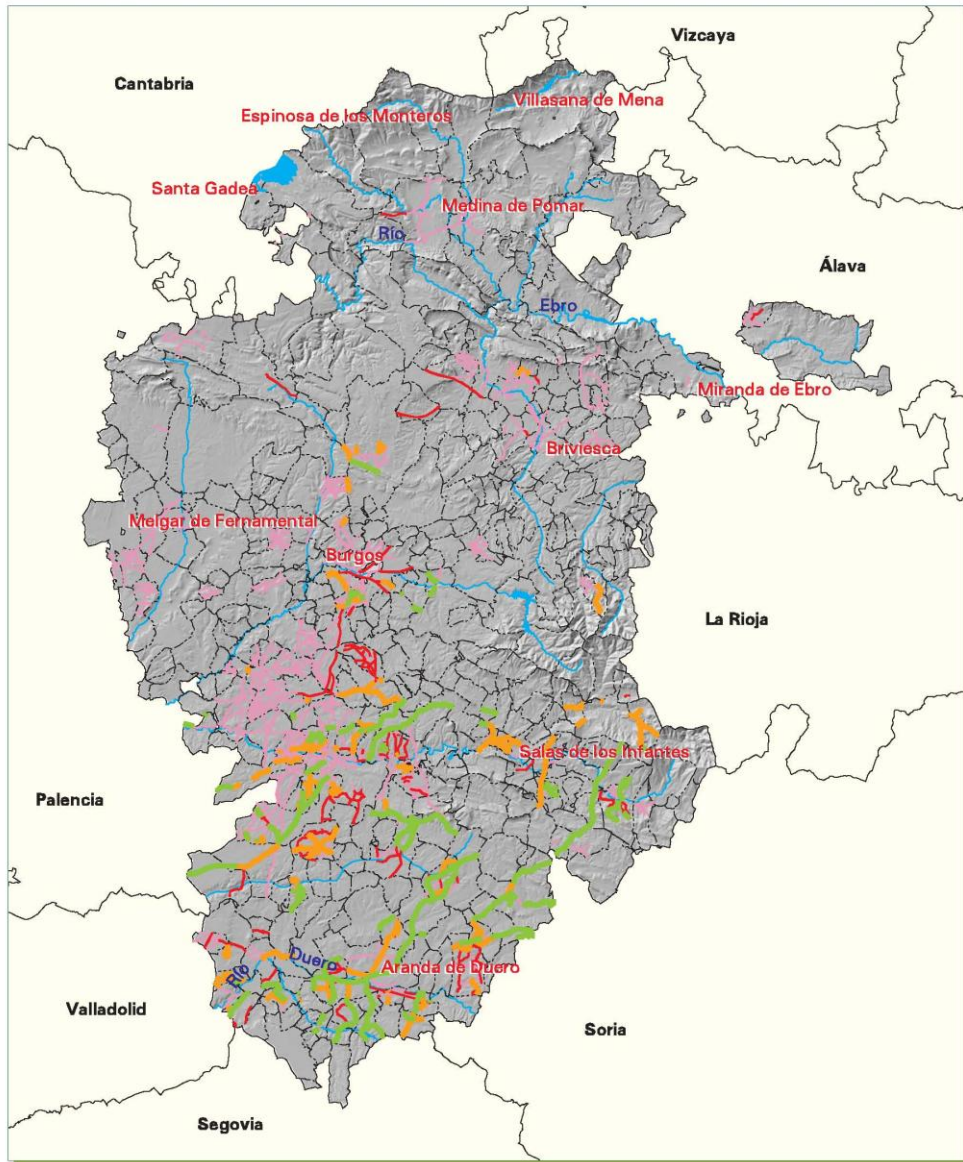 Vizcaya
Cantabria
Villasana de Mena
Espinosa de los Monteros
Santa Gadea
Medina de Pomar
Río
Álava
Ebro
Miranda de Ebro
Briviesca
Melgar de Fernamental
Burgos
La Rioja
Salas de los Infantes
Palencia
Duero
Aranda de Duero
Río
Valladolid
Soria
Segovia